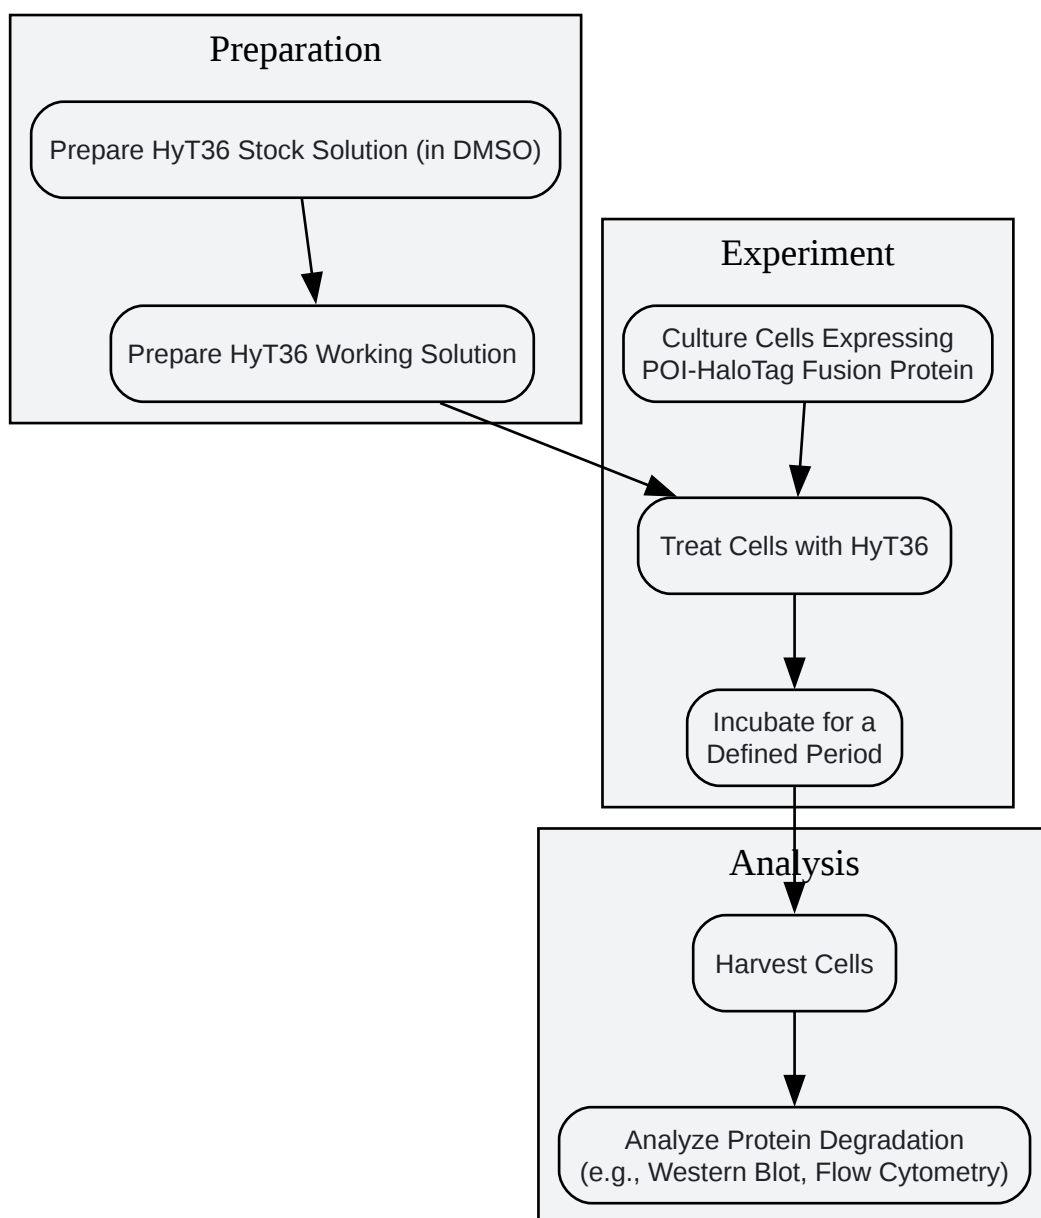 Preparation
Prepare HyT36 Stock Solution (in DMSO)
Prepare HyT36 Working Solution
Experiment
Culture Cells Expressing
POI-HaloTag Fusion Protein
Treat Cells with HyT36
Incubate for a
Defined Period
Analysis
Harvest Cells
Analyze Protein Degradation
(e.g., Western Blot, Flow Cytometry)